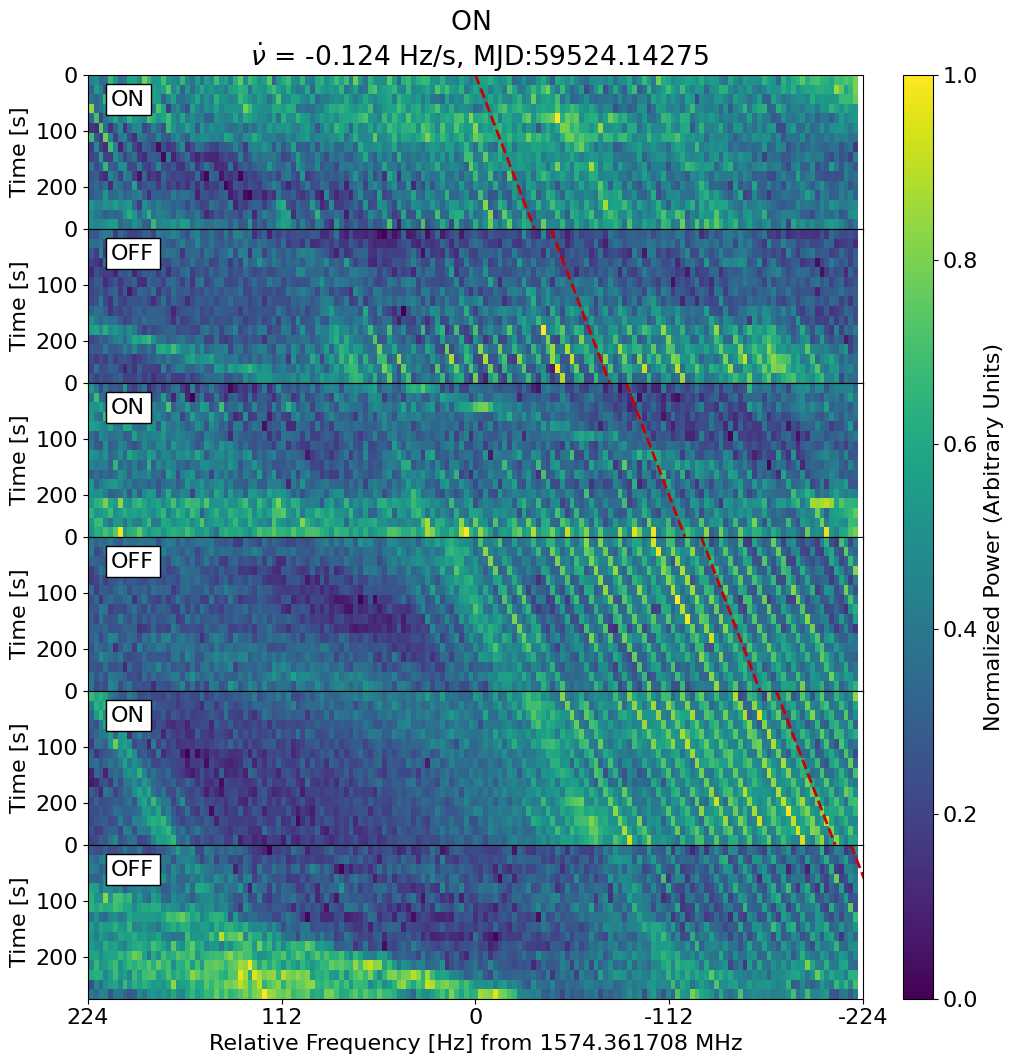 ON
ν̇ = -0.124 Hz/s, MJD:59524.14275
0
ON
100
200
Time [s]
0
OFF
100
200
Time [s]
0
ON
100
200
Time [s]
0
OFF
100
200
Time [s]
0
ON
100
200
Time [s]
0
OFF
100
200
Time [s]
224 112 0 -112 -224
Relative Frequency [Hz] from 1574.361708 MHz
1.0
0.8
0.6
0.4
0.2
0.0
Normalized Power (Arbitrary Units)